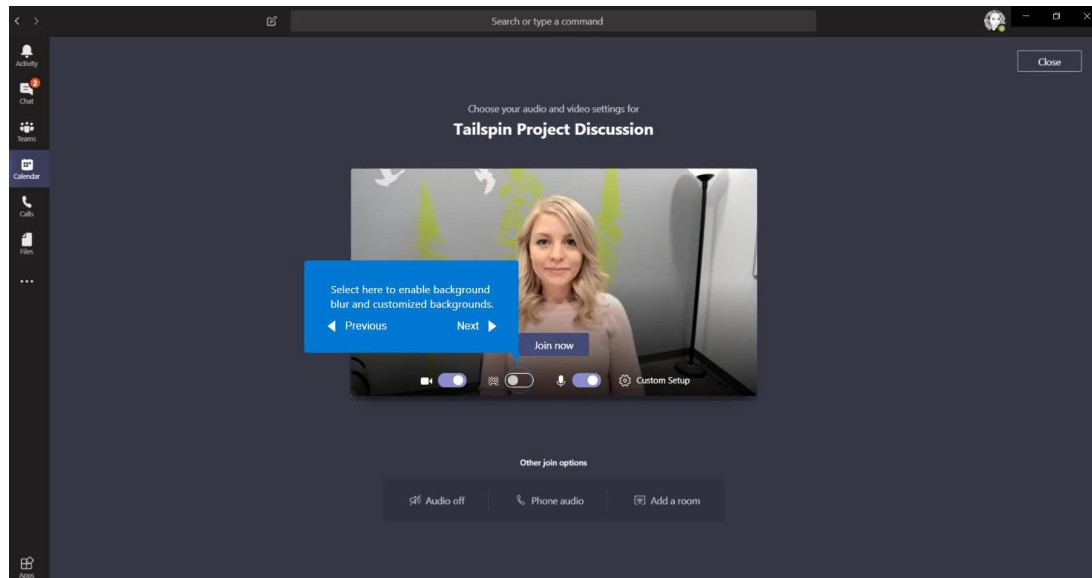 Search or type a command
Activity
2
Chat
Teams
Calendar
Calls
Files
Apps
Close
Choose your audio and video settings for
Tailspin Project Discussion
Select here to enable background
blur and customized backgrounds.
Previous Next
Join now
Custom Setup
Other join options
Audio off Phone audio Add a room